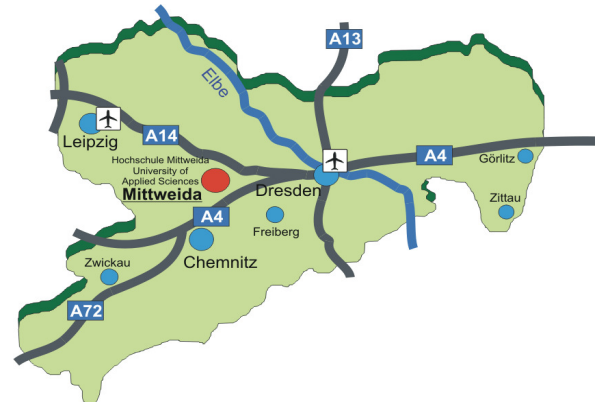 A13
Elbe
Leipzig
A14
Hochschule Mittweida
University of
Applied Sciences
Mittweida
Dresden
A4
Görlitz
Zittau
A4
Freiberg
Chemnitz
Zwickau
A72